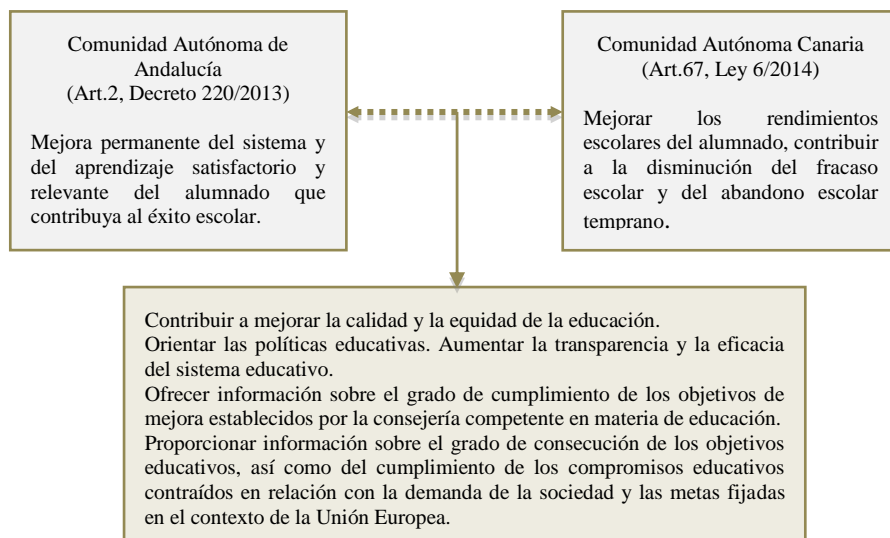 Comunidad Autónoma de
Andalucía
(Art.2, Decreto 220/2013)
Mejora permanente del sistema y
del aprendizaje satisfactorio y
relevante del alumnado que
contribuya al éxito escolar.
Comunidad Autónoma Canaria
(Art.67, Ley 6/2014)
Mejorar los rendimientos
escolares del alumnado, contribuir
a la disminución del fracaso
escolar y del abandono escolar
temprano.
Contribuir a mejorar la calidad y la equidad de la educación.
Orientar las políticas educativas. Aumentar la transparencia y la eficacia
del sistema educativo.
Ofrecer información sobre el grado de cumplimiento de los objetivos de
mejora establecidos por la consejería competente en materia de educación.
Proporcionar información sobre el grado de consecución de los objetivos
educativos, así como del cumplimiento de los compromisos educativos
contraídos en relación con la demanda de la sociedad y las metas fijadas
en el contexto de la Unión Europea.